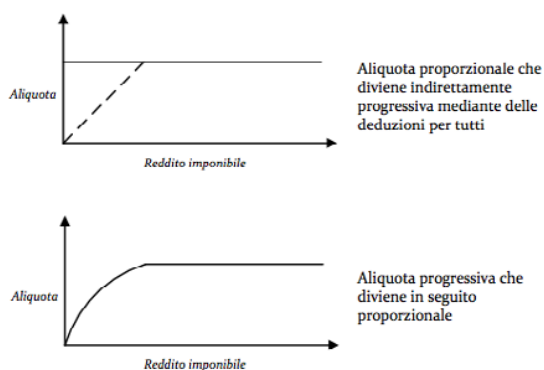 Aliquota proporzionale che
diviene indirettamente
progressiva mediante delle
deduzioni per tutti
Aliquota
Reddito imponibile
Aliquota progressiva che
diviene in seguito
proporzionale
Aliquota
Reddito imponibile